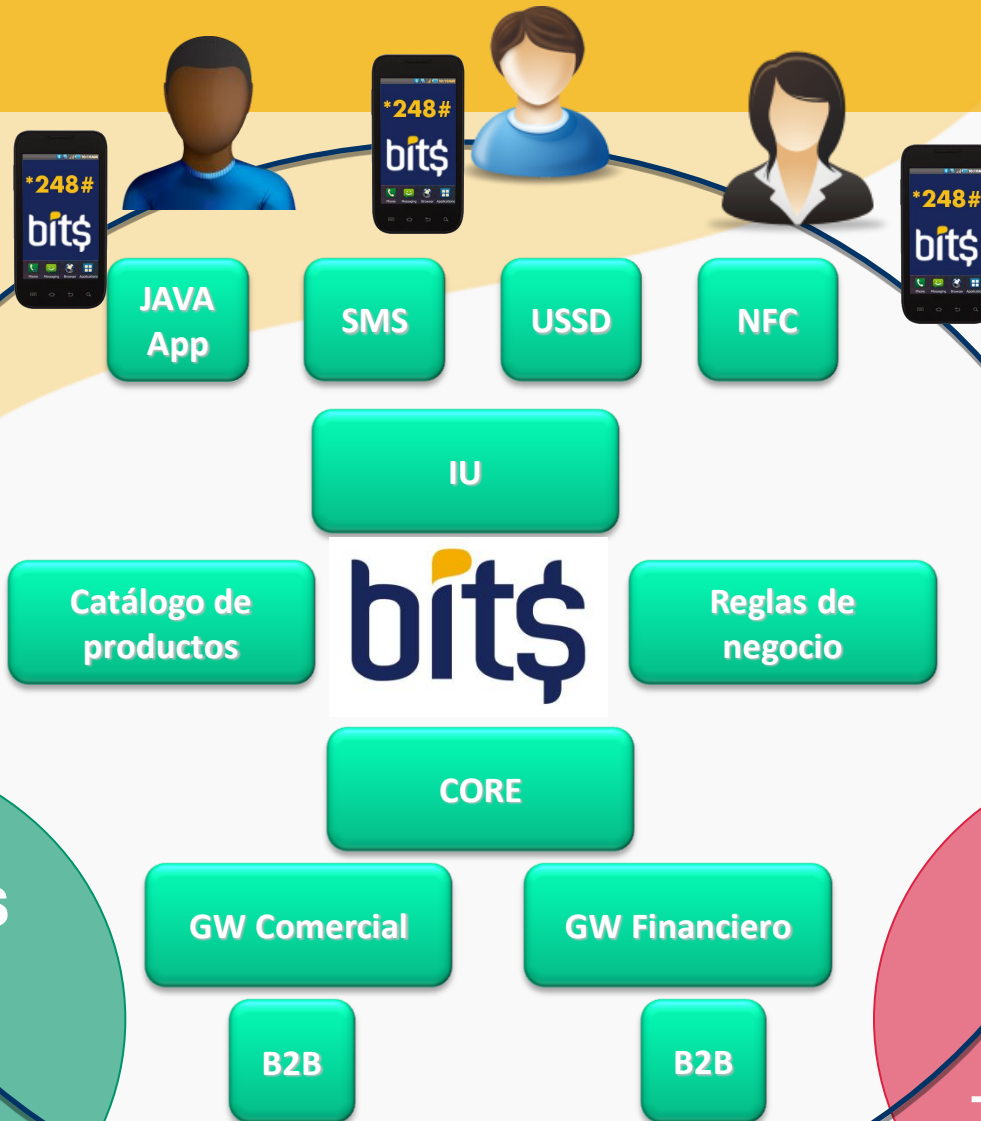 *248#
bit$
*248#
bit$
*248#
bit$
JAVA
App
SMS
USSD
NFC
IU
Catálogo de
productos
bit$
Reglas de
negocio
CORE
GW Comercial
GW Financiero
B2B
B2B
s